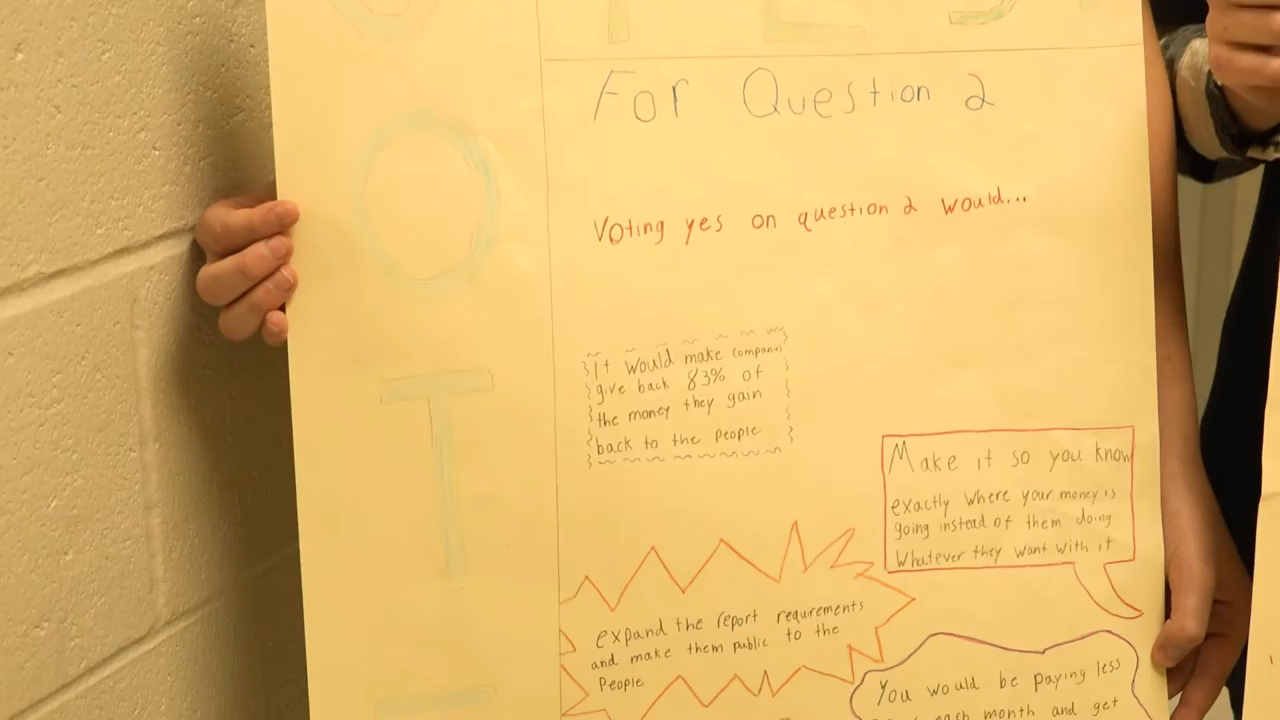 YES
For Question 2
Voting yes on question 2 would...
It would make companies
give back 83% of
the money they gain
back to the people
Make it so you know
exactly where your money is
going instead of them doing
whatever they want with it
expand the report requirements
and make them public to the
People
You would be paying less
each month and get
O
T